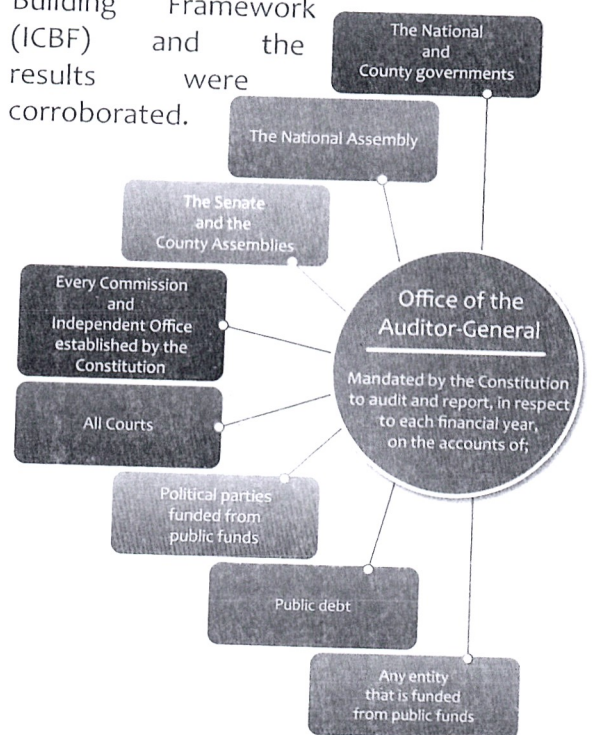 Building Framework
(ICBF) and the
results were
corroborated.
The National
and
County governments
The National Assembly
The Senate
and the
County Assemblies
Every Commission
and
Independent Office
established by the
Constitution
All Courts
Political parties
funded from
public funds
Public debt
Any entity
that is funded
from public funds
Office of the
Auditor-General
Mandated by the Constitution
to audit and report, in respect
to each financial year,
on the accounts of;